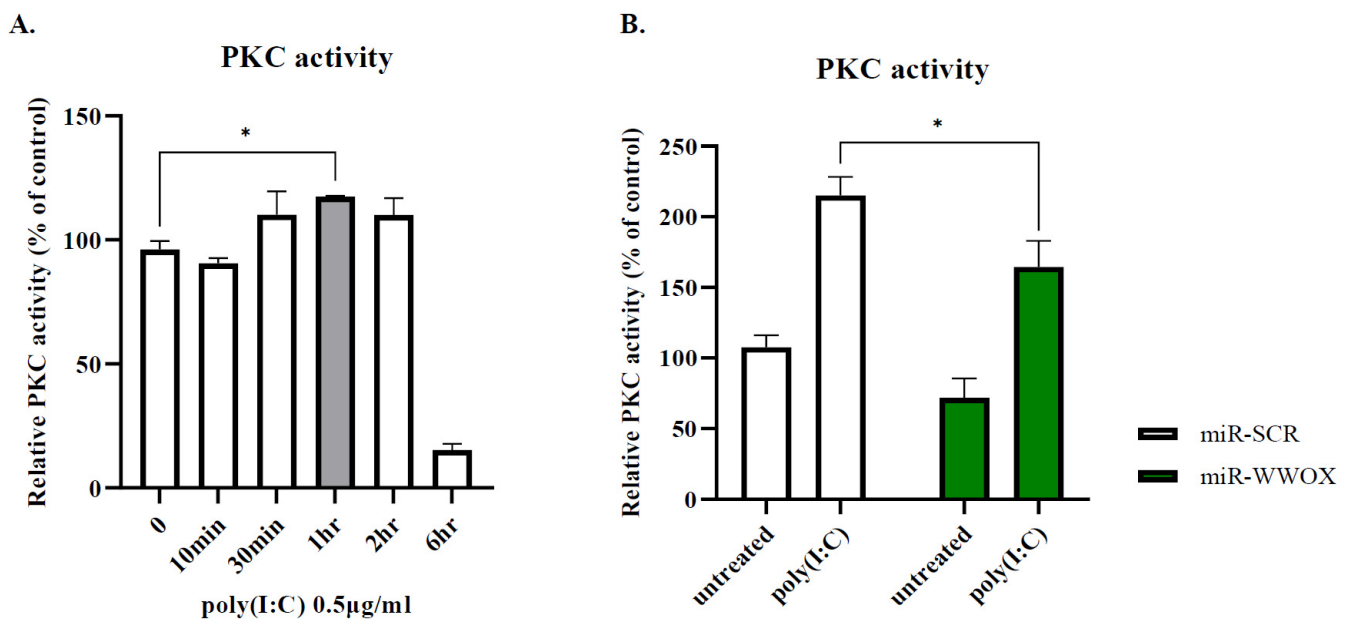 A.
PKC activity
Relative PKC activity (% of control)
150
100
50
0
*
0
10min
30min
1hr
2hr
6hr
poly(I:C) 0.5µg/ml
B.
PKC activity
Relative PKC activity (% of control)
250
200
150
100
50
0
*
untreated
poly(I:C)
untreated
poly(I:C)
miR-SCR
miR-WWOX